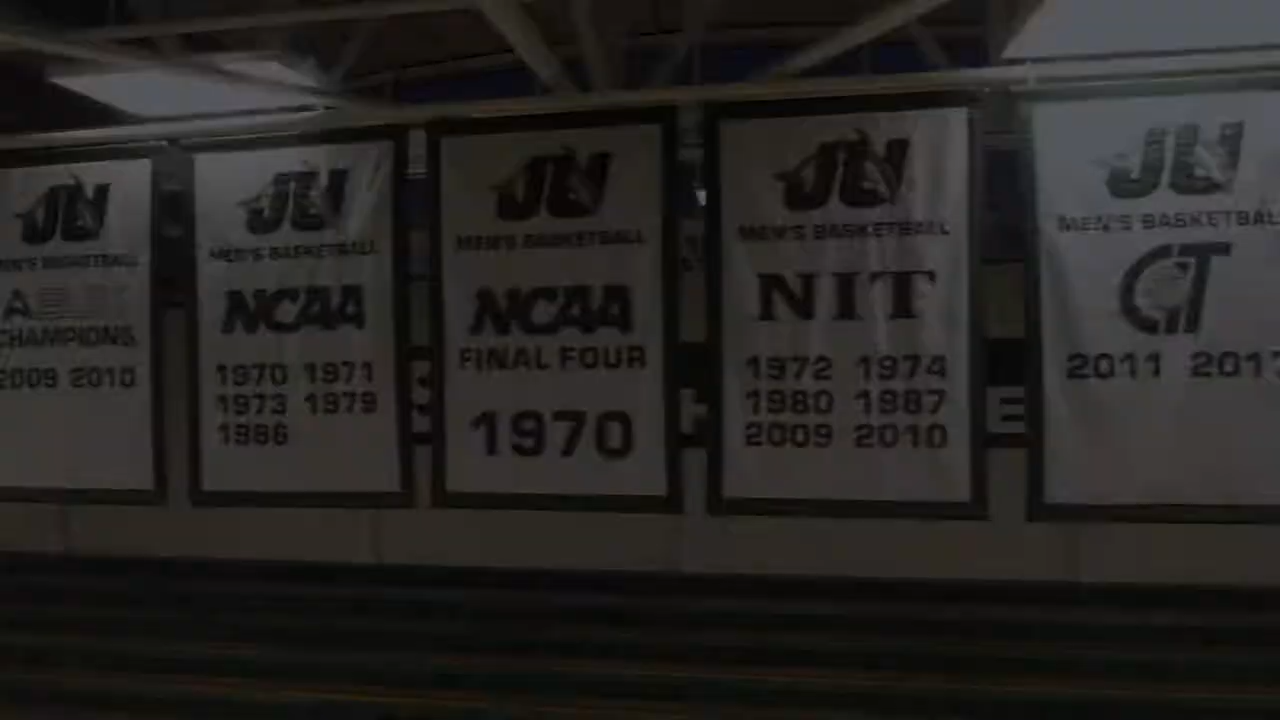 JU
MEN'S BASKETBALL
CHAMPIONS
2009 2010
JU
MEN'S BASKETBALL
NCAA
1970 1971
1973 1979
1986
JU
MEN'S BASKETBALL
NCAA
FINAL FOUR
1970
JU
MEN'S BASKETBALL
NIT
1972 1974
1980 1987
2009 2010
JU
MEN'S BASKETBALL
CIT
2011 2017